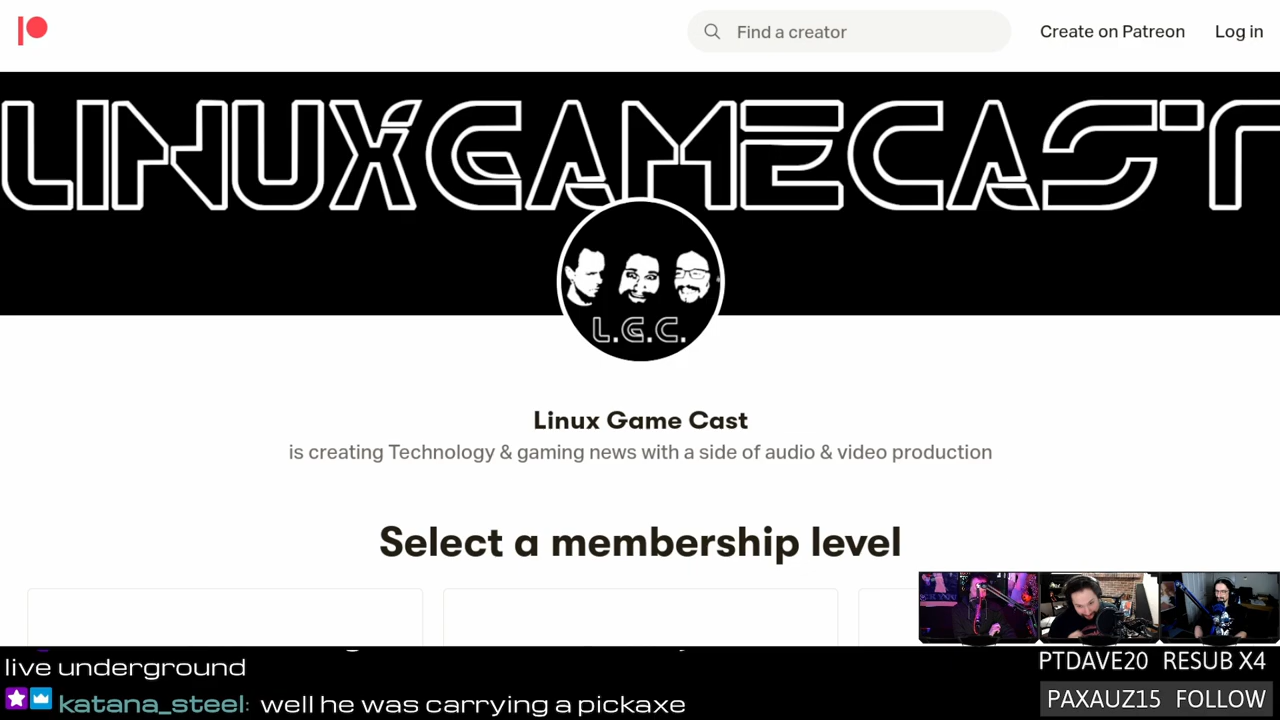 Find a creator
Create on Patreon
Log in
LINUXGAMECAST
L.G.C.
Linux Game Cast
is creating Technology & gaming news with a side of audio & video production
Select a membership level
live underground
katana_steel: well he was carrying a pickaxe
PTDAVE20 RESUB X4
PAXAUZ15 FOLLOW